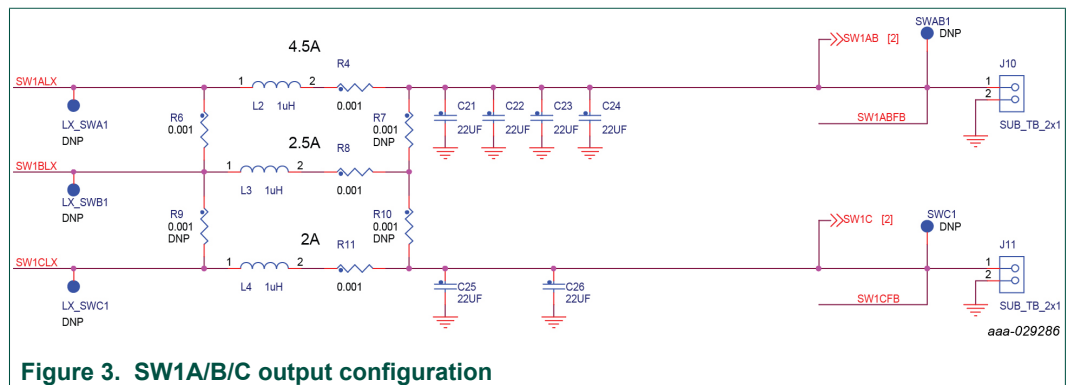 SWAB1
DNP
SW1AB [2]
4.5A
R4
J10
SW1ALX
1 2
L2 1uH
0.001
1
2
LX_SWA1
DNP
R6
0.001
R7
0.001
DNP
C21
22UF
C22
22UF
C23
22UF
C24
22UF
SW1ABFB
SUB_TB_2x1
2.5A
R8
SW1BLX
1 2
L3 1uH
0.001
LX_SWB1
DNP
R9
0.001
DNP
R10
0.001
DNP
SW1C [2]
SWC1
DNP
2A
R11
J11
SW1CLX
1 2
L4 1uH
0.001
1
2
LX_SWC1
DNP
C25
22UF
C26
22UF
SW1CFB
SUB_TB_2x1
aaa-029286
Figure 3. SW1A/B/C output configuration